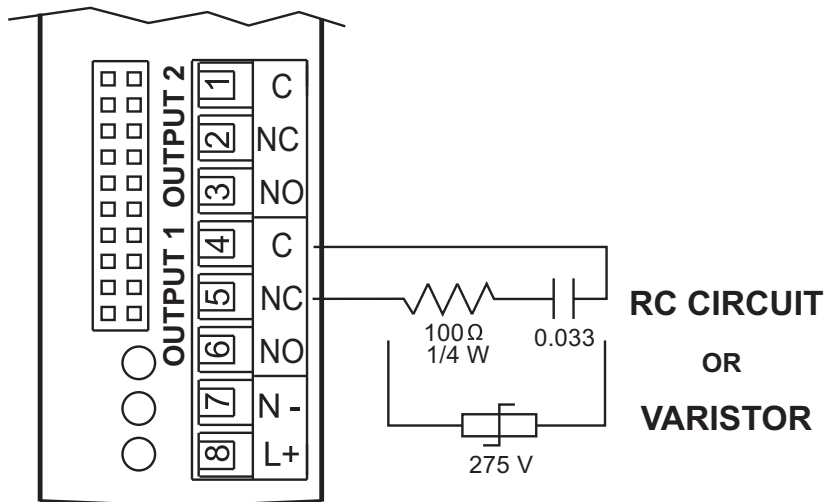 OUTPUT 1 OUTPUT 2
1 C
2 NC
3 NO
4 C
5 NC
6 NO
7 N -
8 L+
100 Ω
1/4 W
0.033
275 V
RC CIRCUIT
OR
VARISTOR